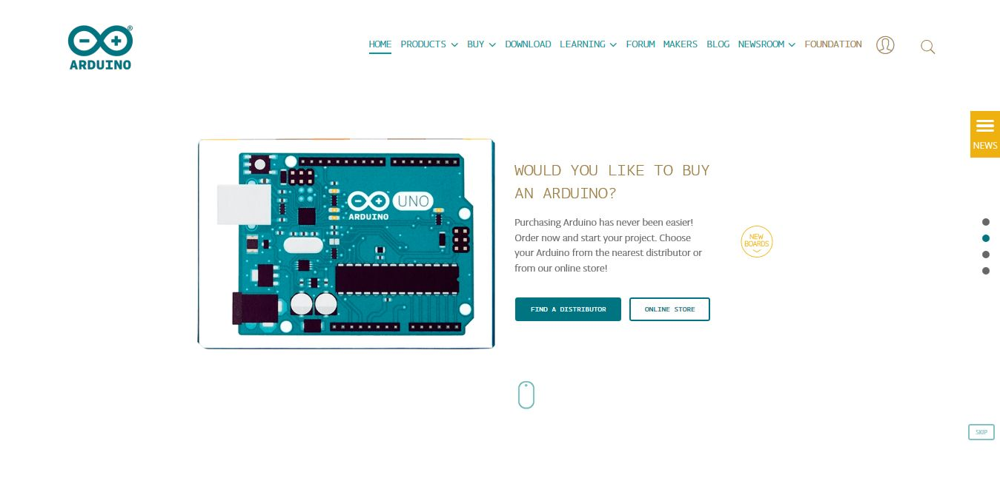 ARDUINO
HOME PRODUCTS BUY DOWNLOAD LEARNING FORUM MAKERS BLOG NEWSROOM FOUNDATION
NEWS
UNO
ARDUINO
WOULD YOU LIKE TO BUY
AN ARDUINO?
Purchasing Arduino has never been easier!
Order now and start your project. Choose
your Arduino from the nearest distributor or
from our online store!
NEW
BOARDS
FIND A DISTRIBUTOR ONLINE STORE
SKIP